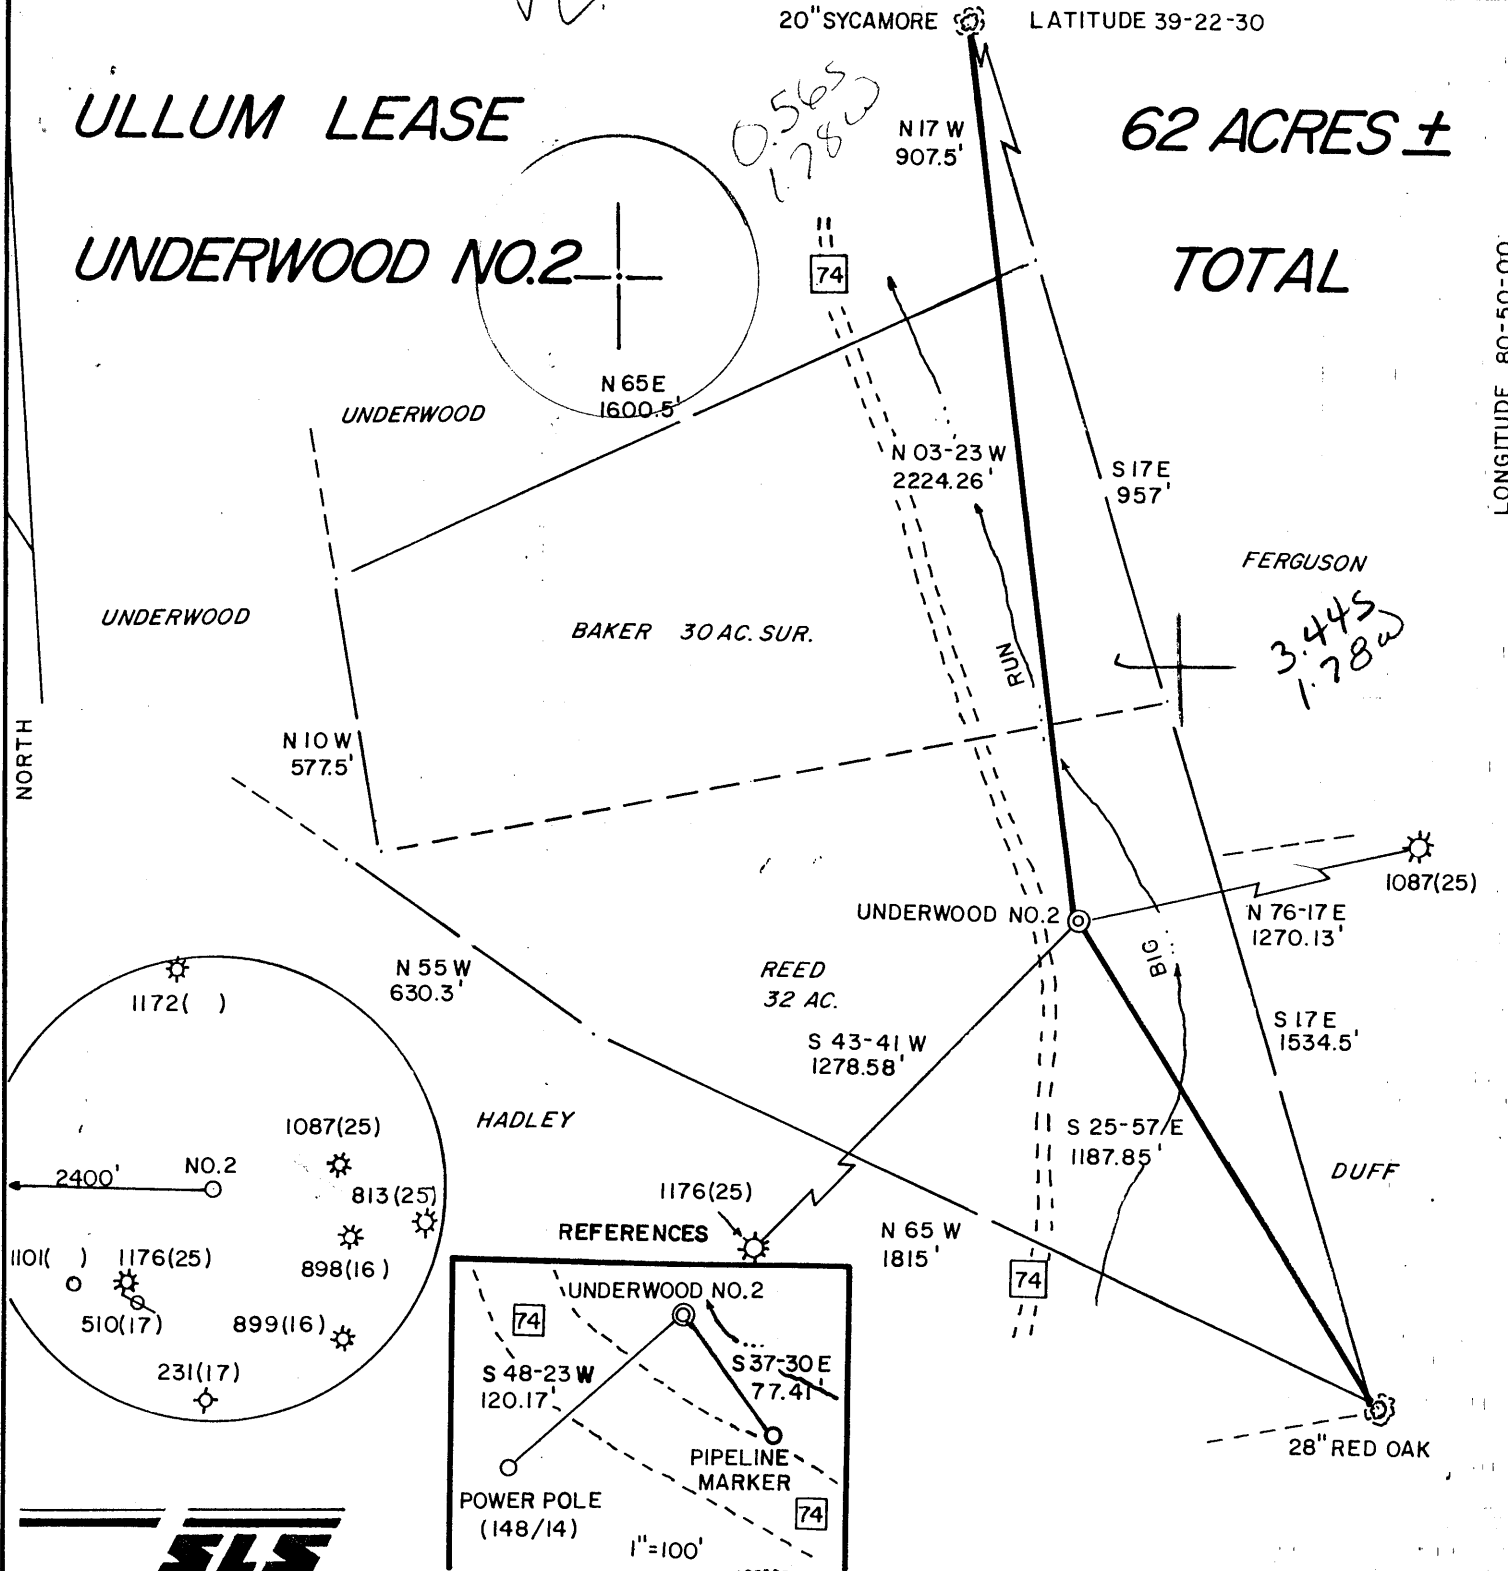 20" SYCAMORE
LATITUDE 39-22-30
ULLUM LEASE
62 ACRES ±
0.56S
1.78W
N 17 W
907.5'
UNDERWOOD NO.2
TOTAL
74
LONGITUDE 80-50-00
N 65 E
1600.5'
UNDERWOOD
N 03-23 W
2224.26'
S 17 E
957'
FERGUSON
3.44S
1.78W
UNDERWOOD
BAKER 30 AC. SUR.
RUN
NORTH
N 10 W
577.5'
1087(25)
UNDERWOOD NO.2
N 76-17 E
1270.13'
BIG
N 55 W
630.3'
REED
32 AC.
1172( )
S 43-41 W
1278.58'
S 17 E
1534.5'
HADLEY
1087(25)
S 25-57 E
1187.85'
DUFF
2400'
NO.2
813(25)
1176(25)
REFERENCES
N 65 W
1815'
1101( )
1176(25)
898(16)
74
510(17)
899(16)
231(17)
UNDERWOOD NO.2
74
S 48-23 W
120.17'
S 37-30 E
77.41'
28" RED OAK
PIPELINE
MARKER
POWER POLE
(148/14)
74
1"=100'
SLS